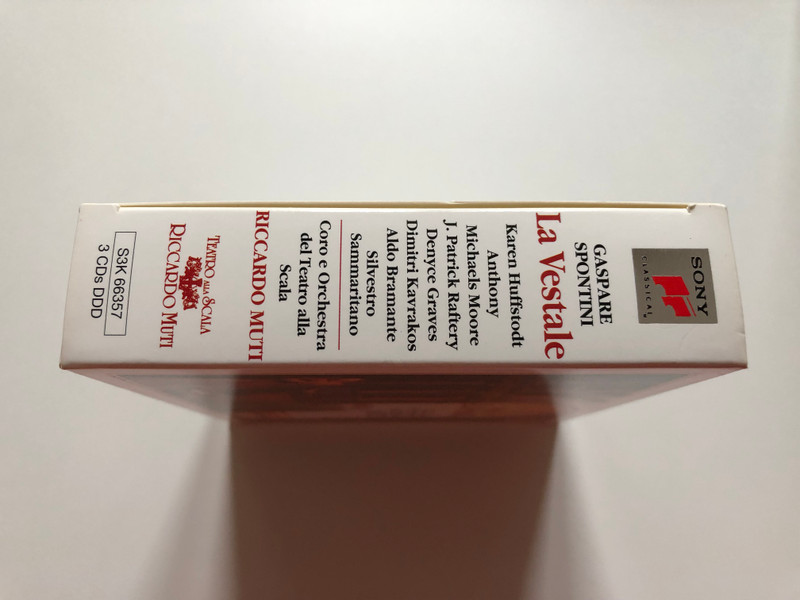 SONY
CLASSICAL
GASPARE
SPONTINI
La Vestale
Karen Huffstodt
Anthony
Michaels Moore
J. Patrick Raftery
Denyce Graves
Dimitri Kavrakos
Aldo Bramante
Silvestro
Sammaritano
Coro e Orchestra
del Teatro alla
Scala
RICCARDO MUTI
TEATRO ALLA SCALA
RICCARDO MUTI
S3K 66357
3 CDs DDD